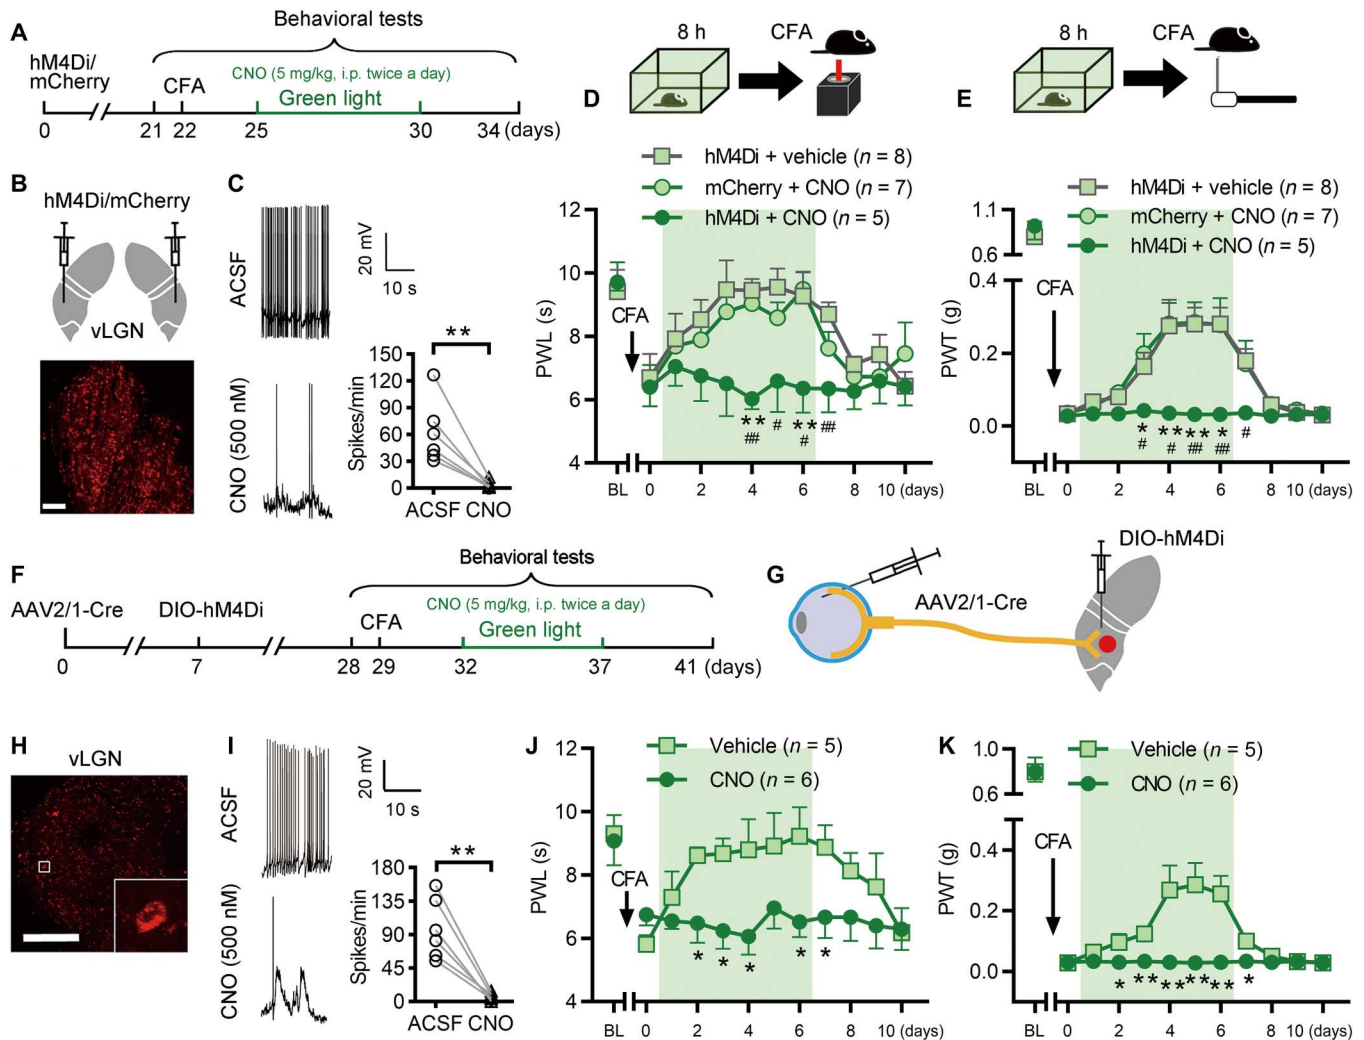 A
Behavioral tests
hM4Di/
mCherry
CFA
CNO (5 mg/kg, i.p. twice a day)
Green light
0
21
22
25
30
34 (days)
B
hM4Di/mCherry
vLGN
C
ACSF
CNO (500 nM)
20 mV
10 s
**
Spikes/min
150
120
90
60
30
0
ACSF
CNO
D
8 h
CFA
hM4Di + vehicle (n = 8)
mCherry + CNO (n = 7)
hM4Di + CNO (n = 5)
PWL (s)
12
10
8
6
4
CFA
** # ** ##
## #
BL 0 2 4 6 8 10 (days)
E
8 h
CFA
hM4Di + vehicle (n = 8)
mCherry + CNO (n = 7)
hM4Di + CNO (n = 5)
PWT (g)
1.1
0.6
0.4
0.2
0.0
CFA
* ** ** * #
# # ## ##
BL 0 2 4 6 8 10 (days)
F
Behavioral tests
AAV2/1-Cre
DIO-hM4Di
CFA
CNO (5 mg/kg, i.p. twice a day)
Green light
0
7
28
29
32
37
41 (days)
G
AAV2/1-Cre
DIO-hM4Di
H
vLGN
I
ACSF
CNO (500 nM)
20 mV
10 s
**
Spikes/min
180
135
90
45
0
ACSF
CNO
J
Vehicle (n = 5)
CNO (n = 6)
PWL (s)
12
10
8
6
4
CFA
* * * * *
BL 0 2 4 6 8 10 (days)
K
Vehicle (n = 5)
CNO (n = 6)
PWT (g)
1.0
0.6
0.4
0.2
0.0
CFA
* ** ** ** ** *
BL 0 2 4 6 8 10 (days)